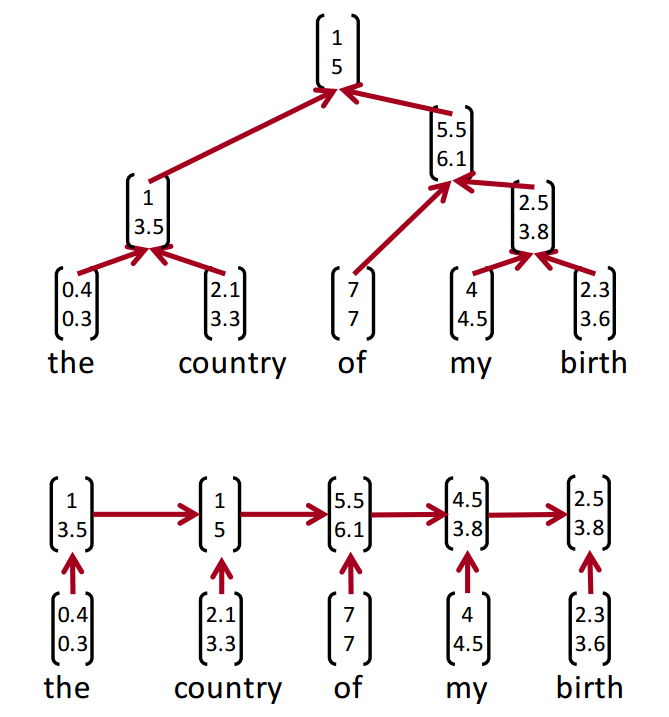 1
5
5.5
6.1
1
3.5
2.5
3.8
0.4 2.1 7 4 2.3
0.3 3.3 7 4.5 3.6
the country of my birth
1 1 5.5 4.5 2.5
3.5 5 6.1 3.8 3.8
0.4 2.1 7 4 2.3
0.3 3.3 7 4.5 3.6
the country of my birth